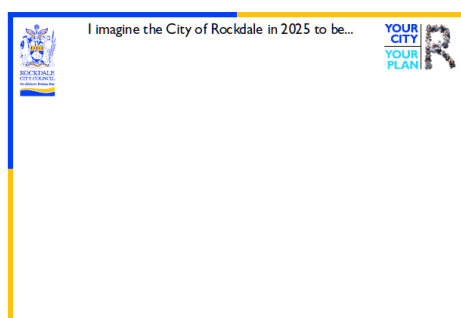 I imagine the City of Rockdale in 2025 to be...
YOUR
CITY
YOUR
PLAN
R
ROCKDALE
CITY COUNCIL